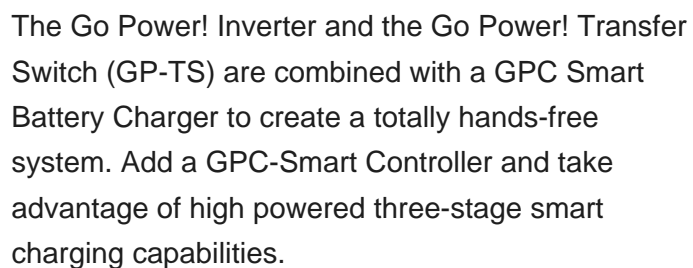 The Go Power! Inverter and the Go Power! Transfer
Switch (GP-TS) are combined with a GPC Smart
Battery Charger to create a totally hands-free
system. Add a GPC-Smart Controller and take
advantage of high powered three-stage smart
charging capabilities.